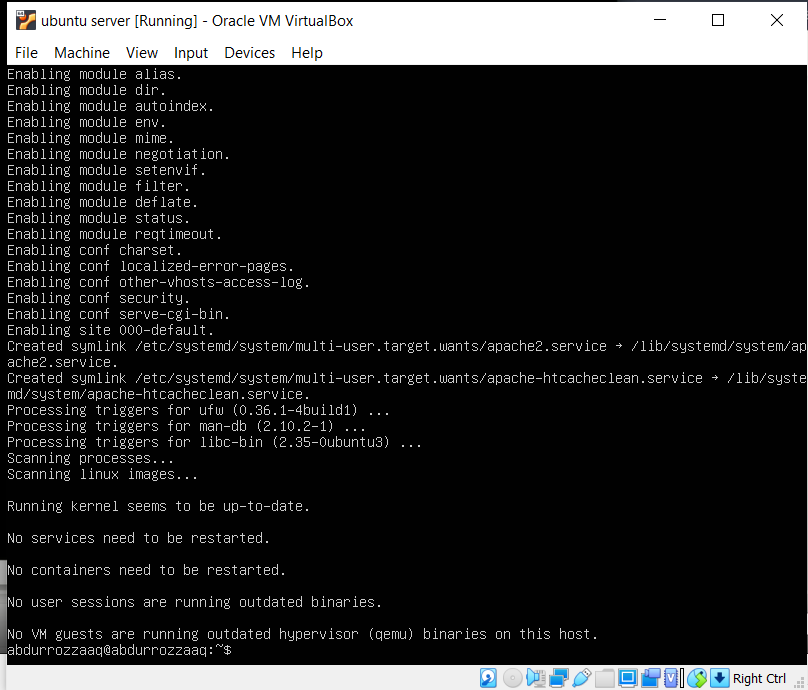 ubuntu server [Running] - Oracle VM VirtualBox
File Machine View Input Devices Help
Enabling module alias.
Enabling module dir.
Enabling module autoindex.
Enabling module env.
Enabling module mime.
Enabling module negotiation.
Enabling module setenvif.
Enabling module filter.
Enabling module deflate.
Enabling module status.
Enabling module reqtimeout.
Enabling conf charset.
Enabling conf localized-error-pages.
Enabling conf other-vhosts-access-log.
Enabling conf security.
Enabling conf serve-cgi-bin.
Enabling site 000-default.
Created symlink /etc/systemd/system/multi-user.target.wants/apache2.service → /lib/systemd/system/ap
ache2.service.
Created symlink /etc/systemd/system/multi-user.target.wants/apache-htcacheclean.service → /lib/syste
md/system/apache-htcacheclean.service.
Processing triggers for ufw (0.36.1-4build1) ...
Processing triggers for man-db (2.10.2-1) ...
Processing triggers for libc-bin (2.35-0ubuntu3) ...
Scanning processes...
Scanning linux images...
Running kernel seems to be up-to-date.
No services need to be restarted.
No containers need to be restarted.
No user sessions are running outdated binaries.
No VM guests are running outdated hypervisor (qemu) binaries on this host.
abdurrozzaaq@abdurrozzaaq:~$
Right Ctrl